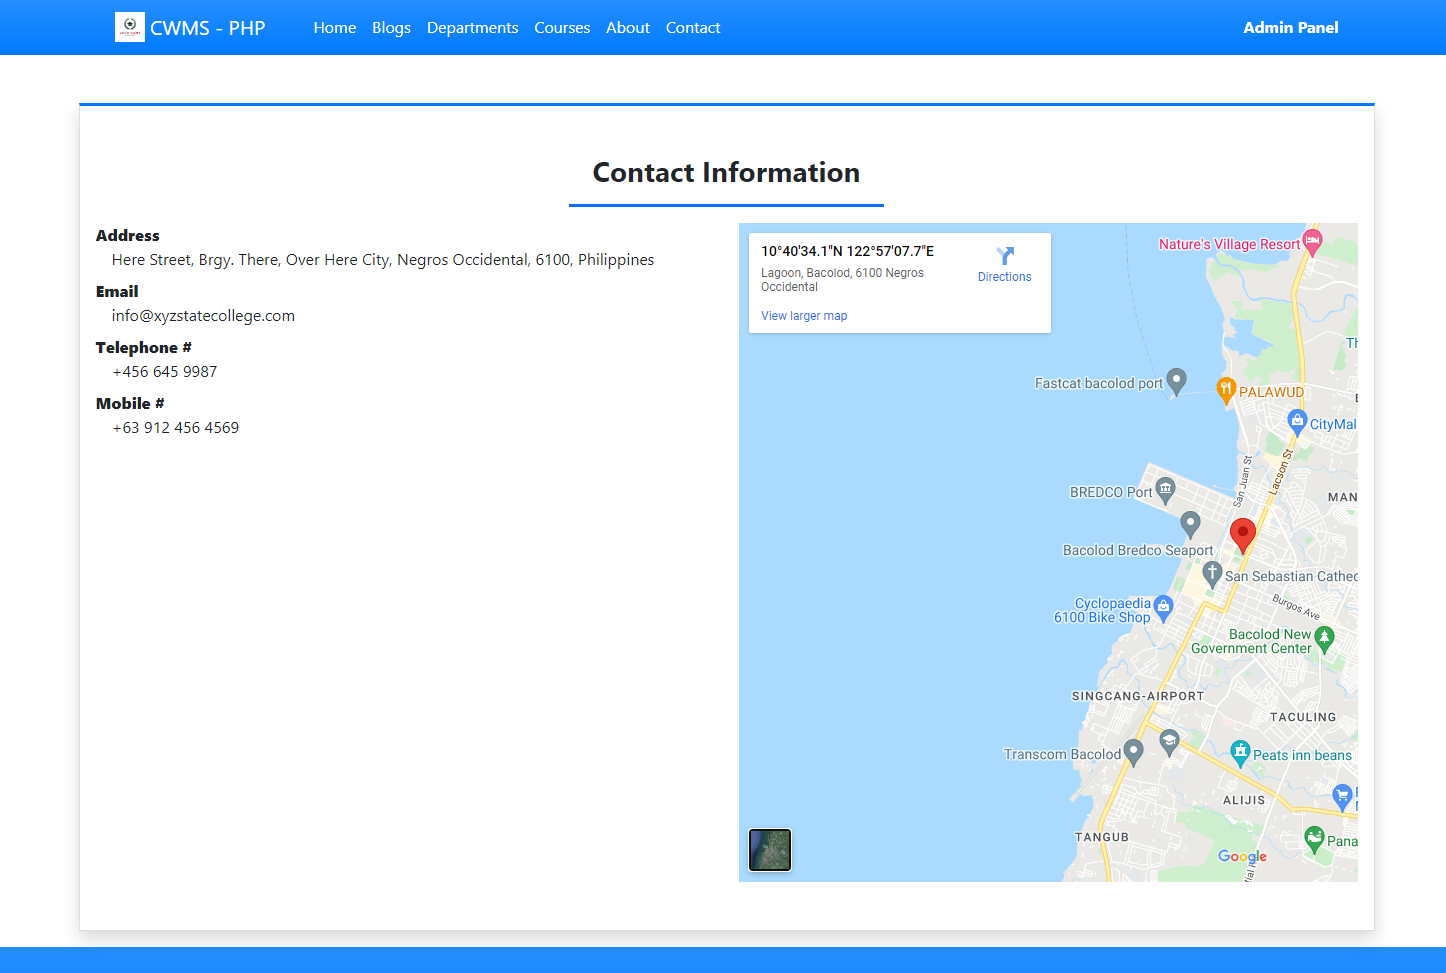 CWMS - PHP
Home
Blogs
Departments
Courses
About
Contact
Admin Panel
Contact Information
Address
Here Street, Brgy. There, Over Here City, Negros Occidental, 6100, Philippines
Email
info@xyzstatecollege.com
Telephone #
+456 645 9987
Mobile #
+63 912 456 4569
10°40'34.1"N 122°57'07.7"E
Lagoon, Bacolod, 6100 Negros
Occidental
Directions
View larger map
Nature's Village Resort
Fastcat bacolod port
PALAWUD
CityMal
Lacson St
San Juan St
BREDCO Port
MAN
Bacolod Bredco Seaport
San Sebastian Cathed
Burgos Ave
Cyclopaedia
6100 Bike Shop
Bacolod New
Government Center
SINGCANG-AIRPORT
TACULING
Transcom Bacolod
Peats inn beans
ALIJIS
TANGUB
Pana
Google